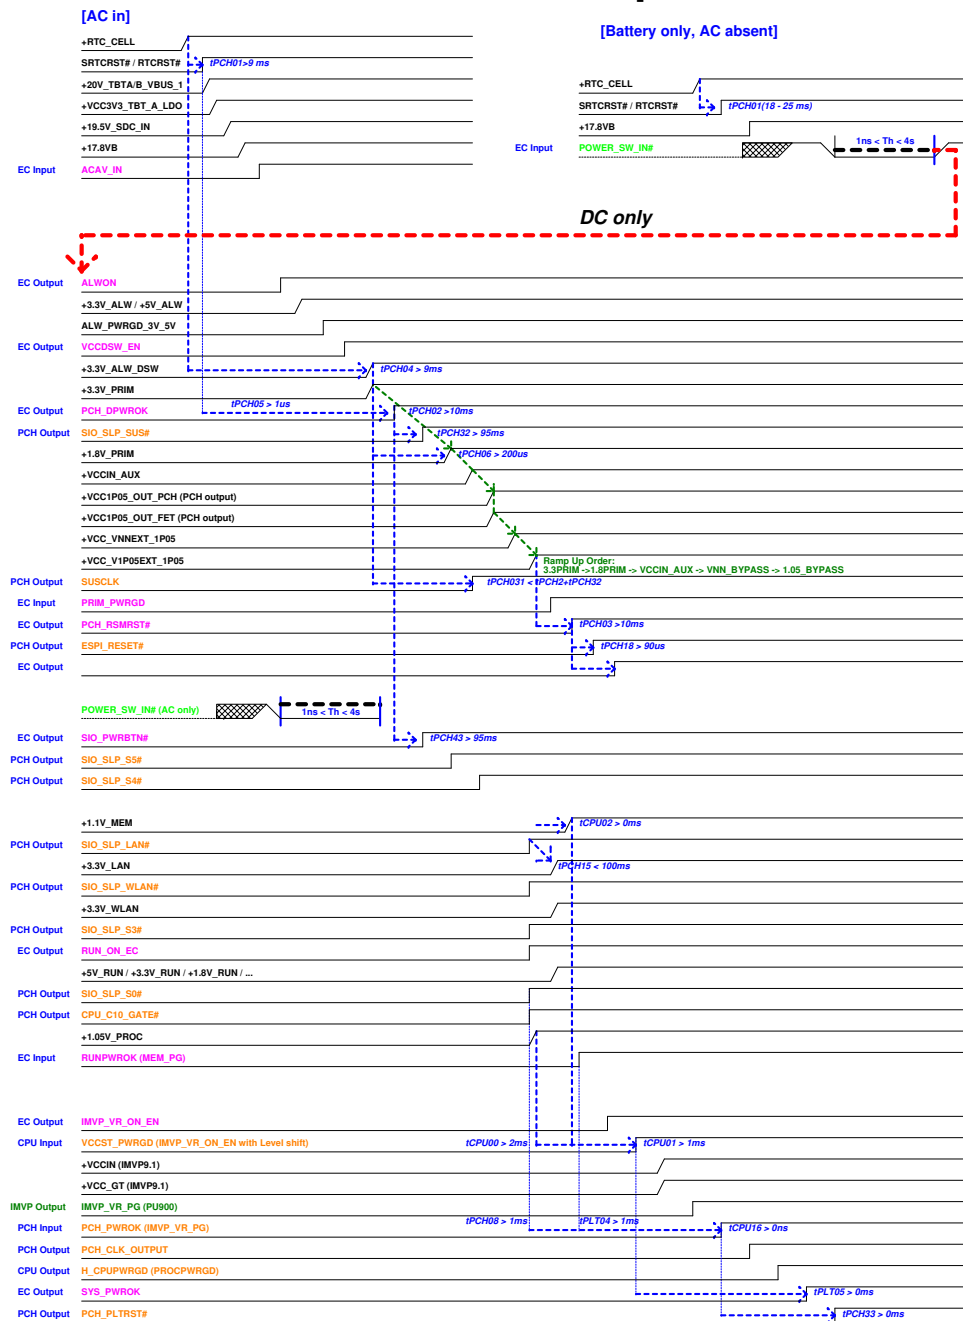 [AC in]
[Battery only, AC absent]
+RTC_CELL
SRTCRST# / RTCRST# tPCH01>9 ms
+20V_TBTA/B_VBUS_1
+VCC3V3_TBT_A_LDO
+19.5V_SDC_IN
+17.8VB
EC Input ACAV_IN
+RTC_CELL
SRTCRST# / RTCRST# tPCH01(18 - 25 ms)
+17.8VB
EC Input POWER_SW_IN# 1ns < Th < 4s
DC only
EC Output ALWON
+3.3V_ALW / +5V_ALW
ALW_PWRGD_3V_5V
EC Output VCCDSW_EN
+3.3V_ALW_DSW tPCH04 > 9ms
+3.3V_PRIM
EC Output PCH_DPWROK tPCH05 > 1us tPCH02 >10ms
PCH Output SIO_SLP_SUS# tPCH32 > 95ms
+1.8V_PRIM tPCH06 > 200us
+VCCIN_AUX
+VCC1P05_OUT_PCH (PCH output)
+VCC1P05_OUT_FET (PCH output)
+VCC_VNNEXT_1P05
+VCC_V1P05EXT_1P05 Ramp Up Order:
3.3PRIM ->1.8PRIM -> VCCIN_AUX -> VNN_BYPASS -> 1.05_BYPASS
PCH Output SUSCLK tPCH031 < tPCH2+tPCH32
EC Input PRIM_PWRGD
EC Output PCH_RSMRST# tPCH03 >10ms
PCH Output ESPI_RESET# tPCH18 > 90us
EC Output
POWER_SW_IN# (AC only) 1ns < Th < 4s
EC Output SIO_PWRBTN# tPCH43 > 95ms
PCH Output SIO_SLP_S5#
PCH Output SIO_SLP_S4#
+1.1V_MEM tCPU02 > 0ms
PCH Output SIO_SLP_LAN#
+3.3V_LAN tPCH15 < 100ms
PCH Output SIO_SLP_WLAN#
+3.3V_WLAN
PCH Output SIO_SLP_S3#
EC Output RUN_ON_EC
+5V_RUN / +3.3V_RUN / +1.8V_RUN / ...
PCH Output SIO_SLP_S0#
PCH Output CPU_C10_GATE#
+1.05V_PROC
EC Input RUNPWROK (MEM_PG)
EC Output IMVP_VR_ON_EN
CPU Input VCCST_PWRGD (IMVP_VR_ON_EN with Level shift) tCPU00 > 2ms tCPU01 > 1ms
+VCCIN (IMVP9.1)
+VCC_GT (IMVP9.1)
IMVP Output IMVP_VR_PG (PU900)
PCH Input PCH_PWROK (IMVP_VR_PG) tPCH08 > 1ms tPLT04 > 1ms tCPU16 > 0ns
PCH Output PCH_CLK_OUTPUT
CPU Output H_CPUPWRGD (PROCPWRGD)
EC Output SYS_PWROK tPLT05 > 0ms
PCH Output PCH_PLTRST# tPCH33 > 0ms